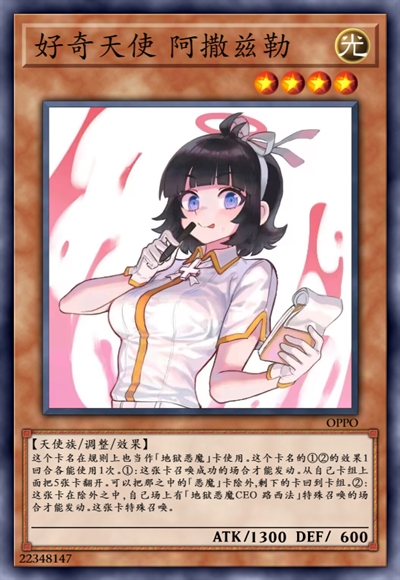 好奇天使 阿撒兹勒
光
OPPO
【天使族/调整/效果】
这个卡名在规则上也当作「地狱恶魔」卡使用。这个卡名的①②的效果1
回合各能使用1次。①:这张卡召唤成功的场合才能发动。从自己卡组上
面把5张卡翻开。可以把那之中的「恶魔」卡除外,剩下的卡回到卡组。②:
这张卡在除外之中,自己场上有「地狱恶魔CEO 路西法」特殊召唤的场
合才能发动。这张卡特殊召唤。
ATK/1300 DEF/ 600
22348147